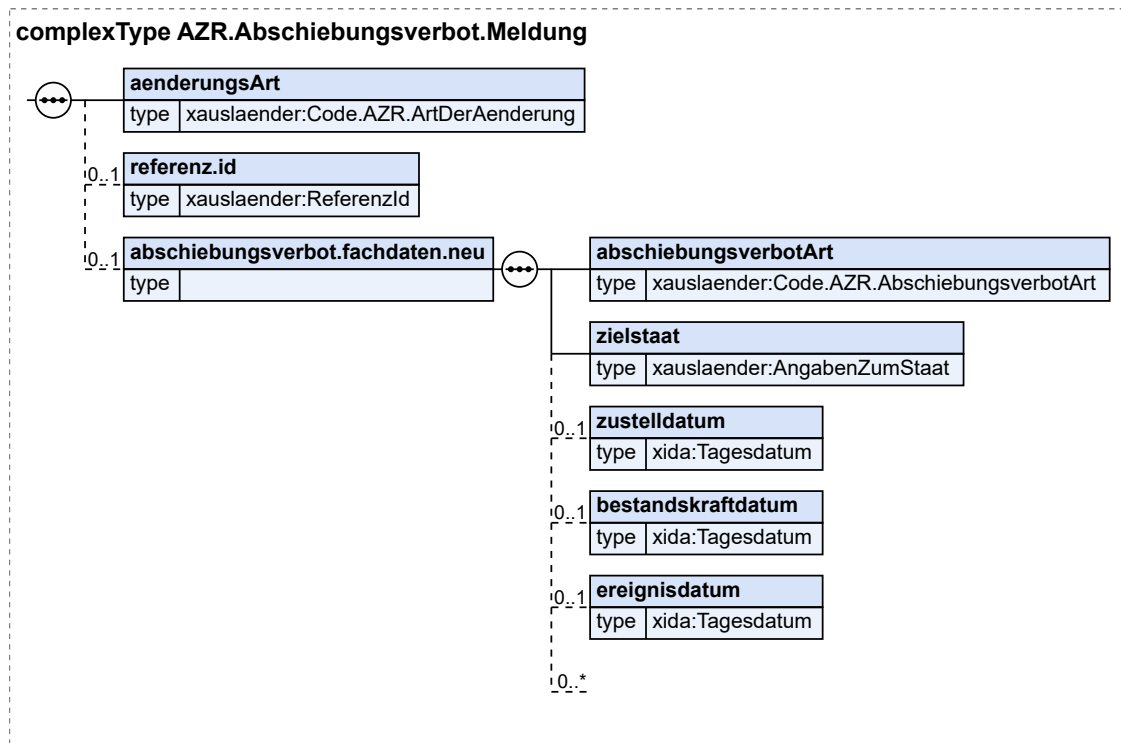 complexType AZR.Abschiebungsverbot.Meldung
aenderungsArt
type xauslaender:Code.AZR.ArtDerAenderung
0..1
referenz.id
type xauslaender:ReferenzId
0..1
abschiebungsverbot.fachdaten.neu
type
abschiebungsverbotArt
type xauslaender:Code.AZR.AbschiebungsverbotArt
zielstaat
type xauslaender:AngabenZumStaat
0..1
zustelldatum
type xida:Tagesdatum
0..1
bestandskraftdatum
type xida:Tagesdatum
0..1
ereignisdatum
type xida:Tagesdatum
0..*